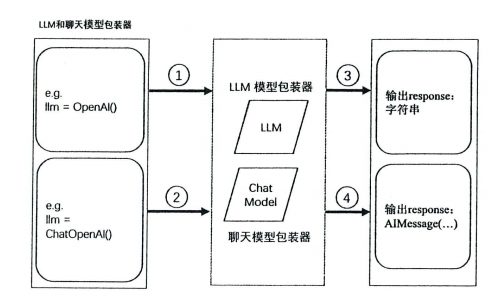 LLM和聊天模型包装器
①
③
e.g.
llm = OpenAI()
LLM 模型包装器
LLM
输出response:
字符串
②
④
e.g.
llm =
ChatOpenAI()
Chat
Model
聊天模型包装器
输出response:
AIMessage(...)